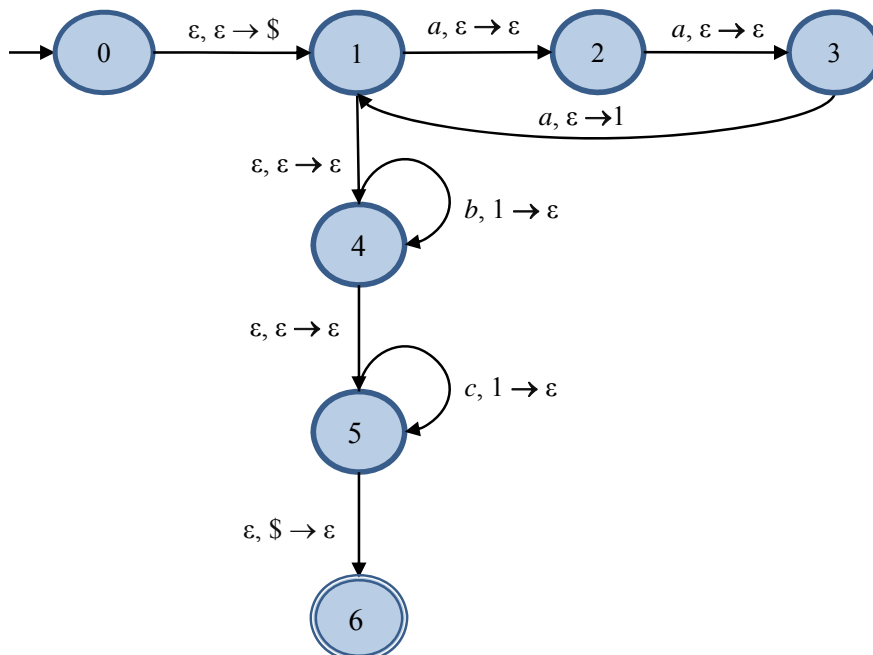 ε, ε → $
a, ε → ε
a, ε → ε
0
1
2
3
a, ε → 1
ε, ε → ε
b, 1 → ε
4
ε, ε → ε
c, 1 → ε
5
ε, $ → ε
6